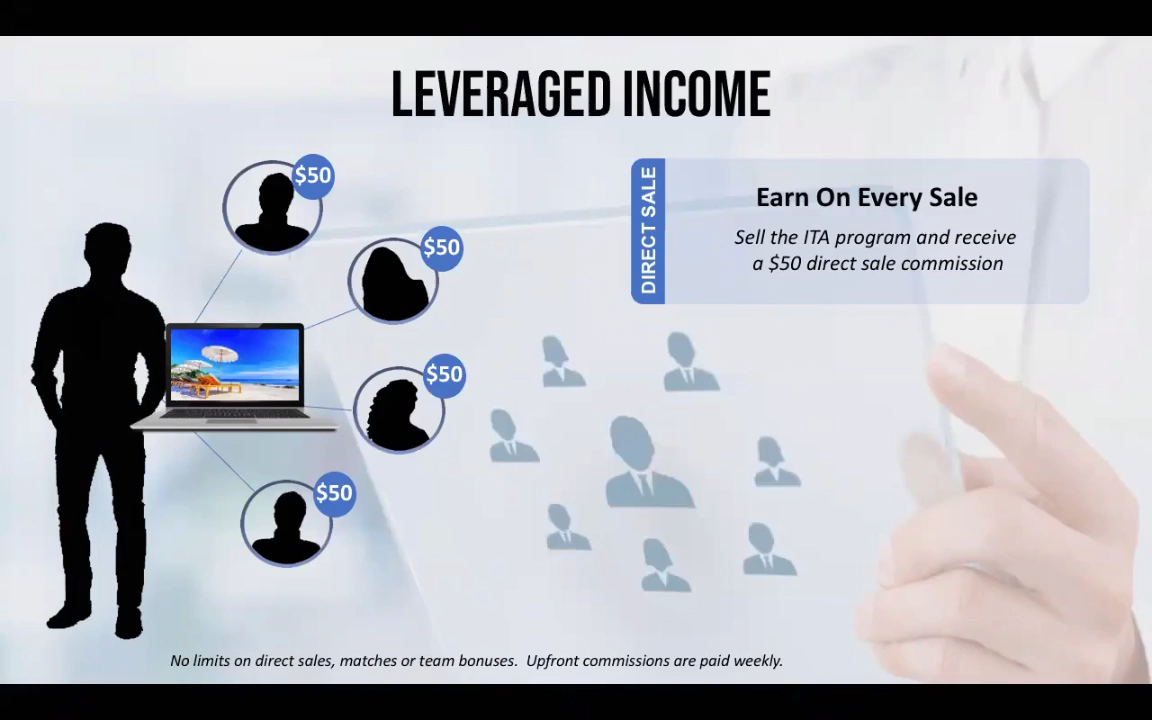 LEVERAGED INCOME
$50
$50
$50
$50
DIRECT SALE
Earn On Every Sale
Sell the ITA program and receive
a $50 direct sale commission
No limits on direct sales, matches or team bonuses.  Upfront commissions are paid weekly.